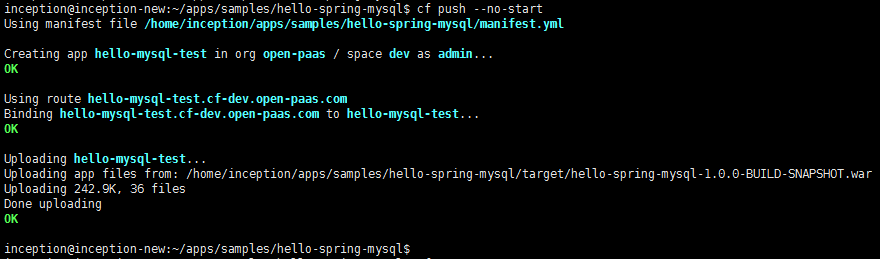 inception@inception-new:~/apps/samples/hello-spring-mysql$ cf push --no-start
Using manifest file /home/inception/apps/samples/hello-spring-mysql/manifest.yml
Creating app hello-mysql-test in org open-paas / space dev as admin...
OK
Using route hello-mysql-test.cf-dev.open-paas.com
Binding hello-mysql-test.cf-dev.open-paas.com to hello-mysql-test...
OK
Uploading hello-mysql-test...
Uploading app files from: /home/inception/apps/samples/hello-spring-mysql/target/hello-spring-mysql-1.0.0-BUILD-SNAPSHOT.war
Uploading 242.9K, 36 files
Done uploading
OK
inception@inception-new:~/apps/samples/hello-spring-mysql$